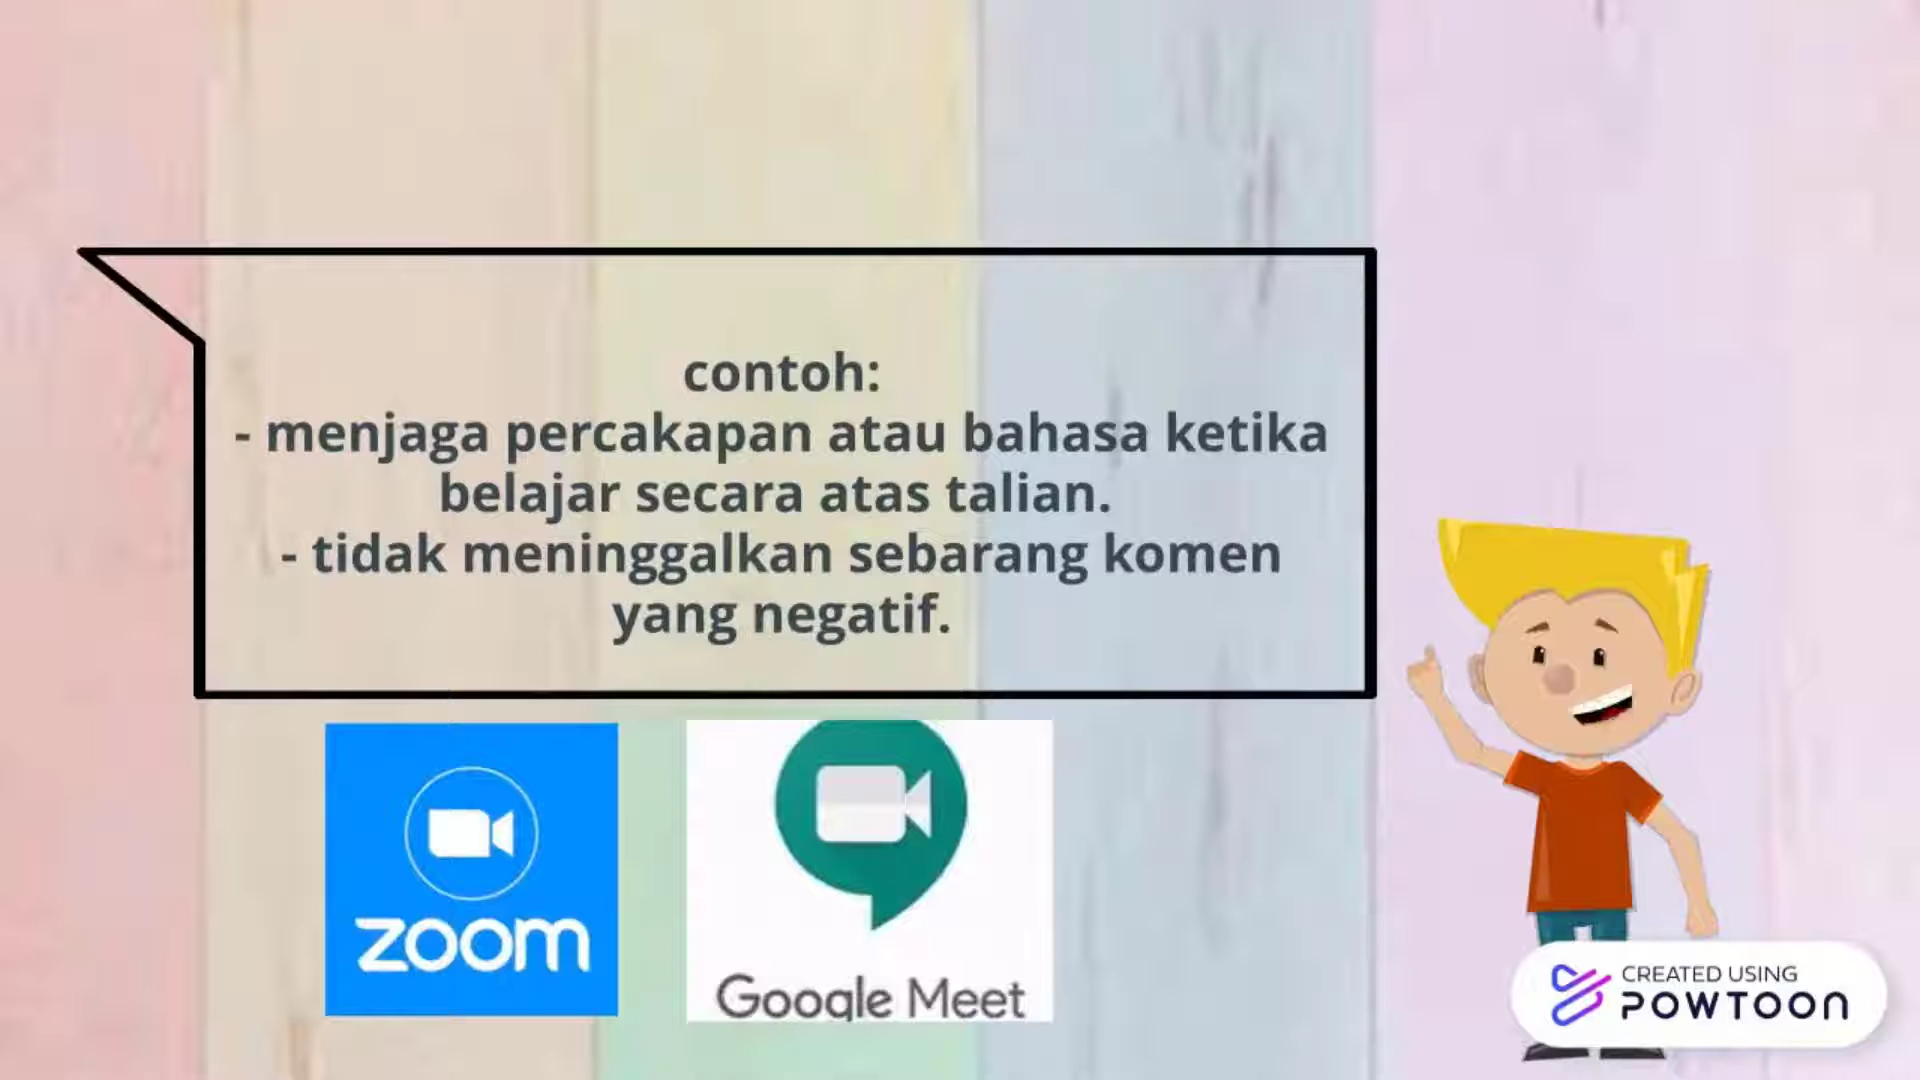 contoh:
- menjaga percakapan atau bahasa ketika
belajar secara atas talian.
- tidak meninggalkan sebarang komen
yang negatif.
zoom
Google Meet
CREATED USING
POWTOON